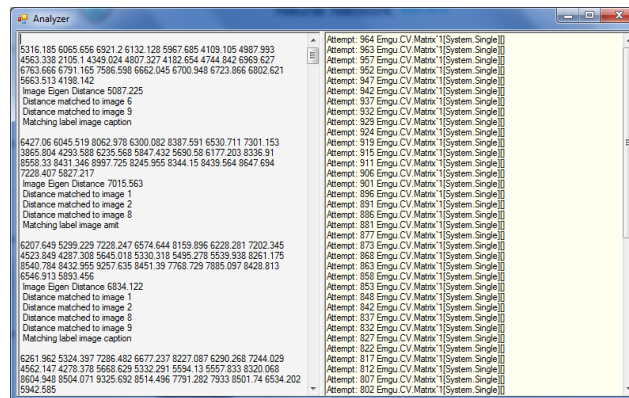 Analyzer
5316.185 6065.656 6921.2 6132.128 5967.685 4109.105 4987.993
4563.338 2105.1 4349.024 4807.327 4182.654 4744.842 6969.627
6763.666 6791.165 7586.598 6662.045 6700.948 6723.866 6802.621
5663.513 4198.142
Image Eigen Distance 5087.225
Distance matched to image 6
Distance matched to image 9
Matching label image caption
6427.06 6045.519 8062.978 6300.082 8387.591 6530.711 7301.153
3865.804 4293.588 6235.568 5847.432 5690.58 6177.203 8336.91
8558.33 8431.346 8997.725 8245.955 8344.15 8439.564 8647.694
7228.407 5827.217
Image Eigen Distance 7015.563
Distance matched to image 1
Distance matched to image 2
Distance matched to image 8
Matching label image amit
6207.649 5299.229 7228.247 6574.644 8159.896 6228.281 7202.345
4523.849 4287.308 5645.018 5330.318 5495.278 5539.938 8261.175
8540.784 8432.955 9257.635 8451.39 7768.729 7885.097 8428.813
6546.913 5893.456
Image Eigen Distance 6834.122
Distance matched to image 1
Distance matched to image 2
Distance matched to image 8
Distance matched to image 9
Matching label image caption
6261.962 5324.397 7286.482 6677.237 8227.087 6290.268 7244.029
4562.147 4278.378 5668.629 5332.291 5594.13 5557.833 8320.068
8604.948 8504.071 9325.692 8514.496 7791.282 7933 8501.74 6534.202
5942.585
Attempt: 964 Emgu.CV.Matrix`1[System.Single][]
Attempt: 963 Emgu.CV.Matrix`1[System.Single][]
Attempt: 957 Emgu.CV.Matrix`1[System.Single][]
Attempt: 952 Emgu.CV.Matrix`1[System.Single][]
Attempt: 947 Emgu.CV.Matrix`1[System.Single][]
Attempt: 942 Emgu.CV.Matrix`1[System.Single][]
Attempt: 937 Emgu.CV.Matrix`1[System.Single][]
Attempt: 932 Emgu.CV.Matrix`1[System.Single][]
Attempt: 929 Emgu.CV.Matrix`1[System.Single][]
Attempt: 924 Emgu.CV.Matrix`1[System.Single][]
Attempt: 919 Emgu.CV.Matrix`1[System.Single][]
Attempt: 915 Emgu.CV.Matrix`1[System.Single][]
Attempt: 911 Emgu.CV.Matrix`1[System.Single][]
Attempt: 906 Emgu.CV.Matrix`1[System.Single][]
Attempt: 901 Emgu.CV.Matrix`1[System.Single][]
Attempt: 896 Emgu.CV.Matrix`1[System.Single][]
Attempt: 891 Emgu.CV.Matrix`1[System.Single][]
Attempt: 886 Emgu.CV.Matrix`1[System.Single][]
Attempt: 881 Emgu.CV.Matrix`1[System.Single][]
Attempt: 877 Emgu.CV.Matrix`1[System.Single][]
Attempt: 873 Emgu.CV.Matrix`1[System.Single][]
Attempt: 868 Emgu.CV.Matrix`1[System.Single][]
Attempt: 863 Emgu.CV.Matrix`1[System.Single][]
Attempt: 858 Emgu.CV.Matrix`1[System.Single][]
Attempt: 853 Emgu.CV.Matrix`1[System.Single][]
Attempt: 848 Emgu.CV.Matrix`1[System.Single][]
Attempt: 842 Emgu.CV.Matrix`1[System.Single][]
Attempt: 837 Emgu.CV.Matrix`1[System.Single][]
Attempt: 832 Emgu.CV.Matrix`1[System.Single][]
Attempt: 827 Emgu.CV.Matrix`1[System.Single][]
Attempt: 822 Emgu.CV.Matrix`1[System.Single][]
Attempt: 817 Emgu.CV.Matrix`1[System.Single][]
Attempt: 812 Emgu.CV.Matrix`1[System.Single][]
Attempt: 807 Emgu.CV.Matrix`1[System.Single][]
Attempt: 802 Emgu.CV.Matrix`1[System.Single][]